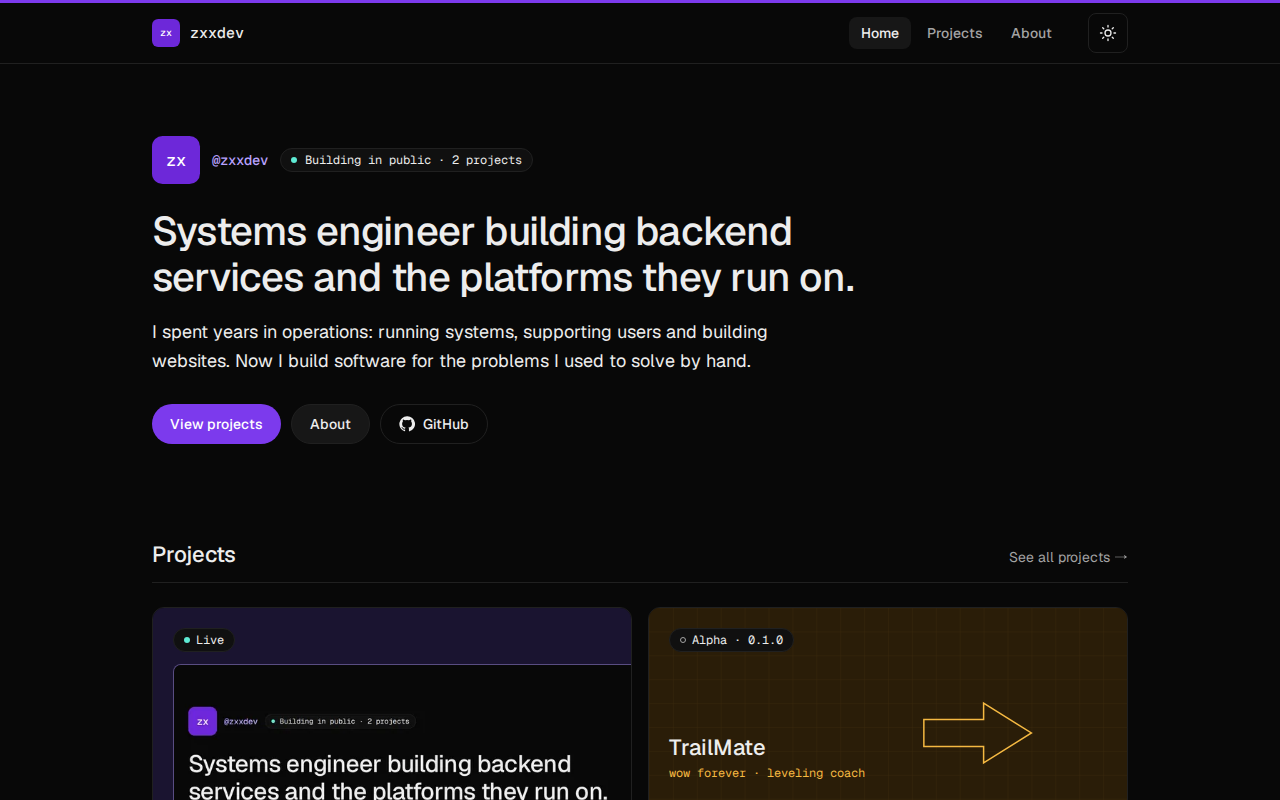 zx zxxdev Home Projects About
zx @zxxdev Building in public · 2 projects
Systems engineer building backend
services and the platforms they run on.
I spent years in operations: running systems, supporting users and building
websites. Now I build software for the problems I used to solve by hand.
View projects About GitHub
Projects See all projects →
Live
zx @zxxdev Building in public · 2 projects
Systems engineer building backend
services and the platforms they run on.
Alpha · 0.1.0
TrailMate
wow forever · leveling coach